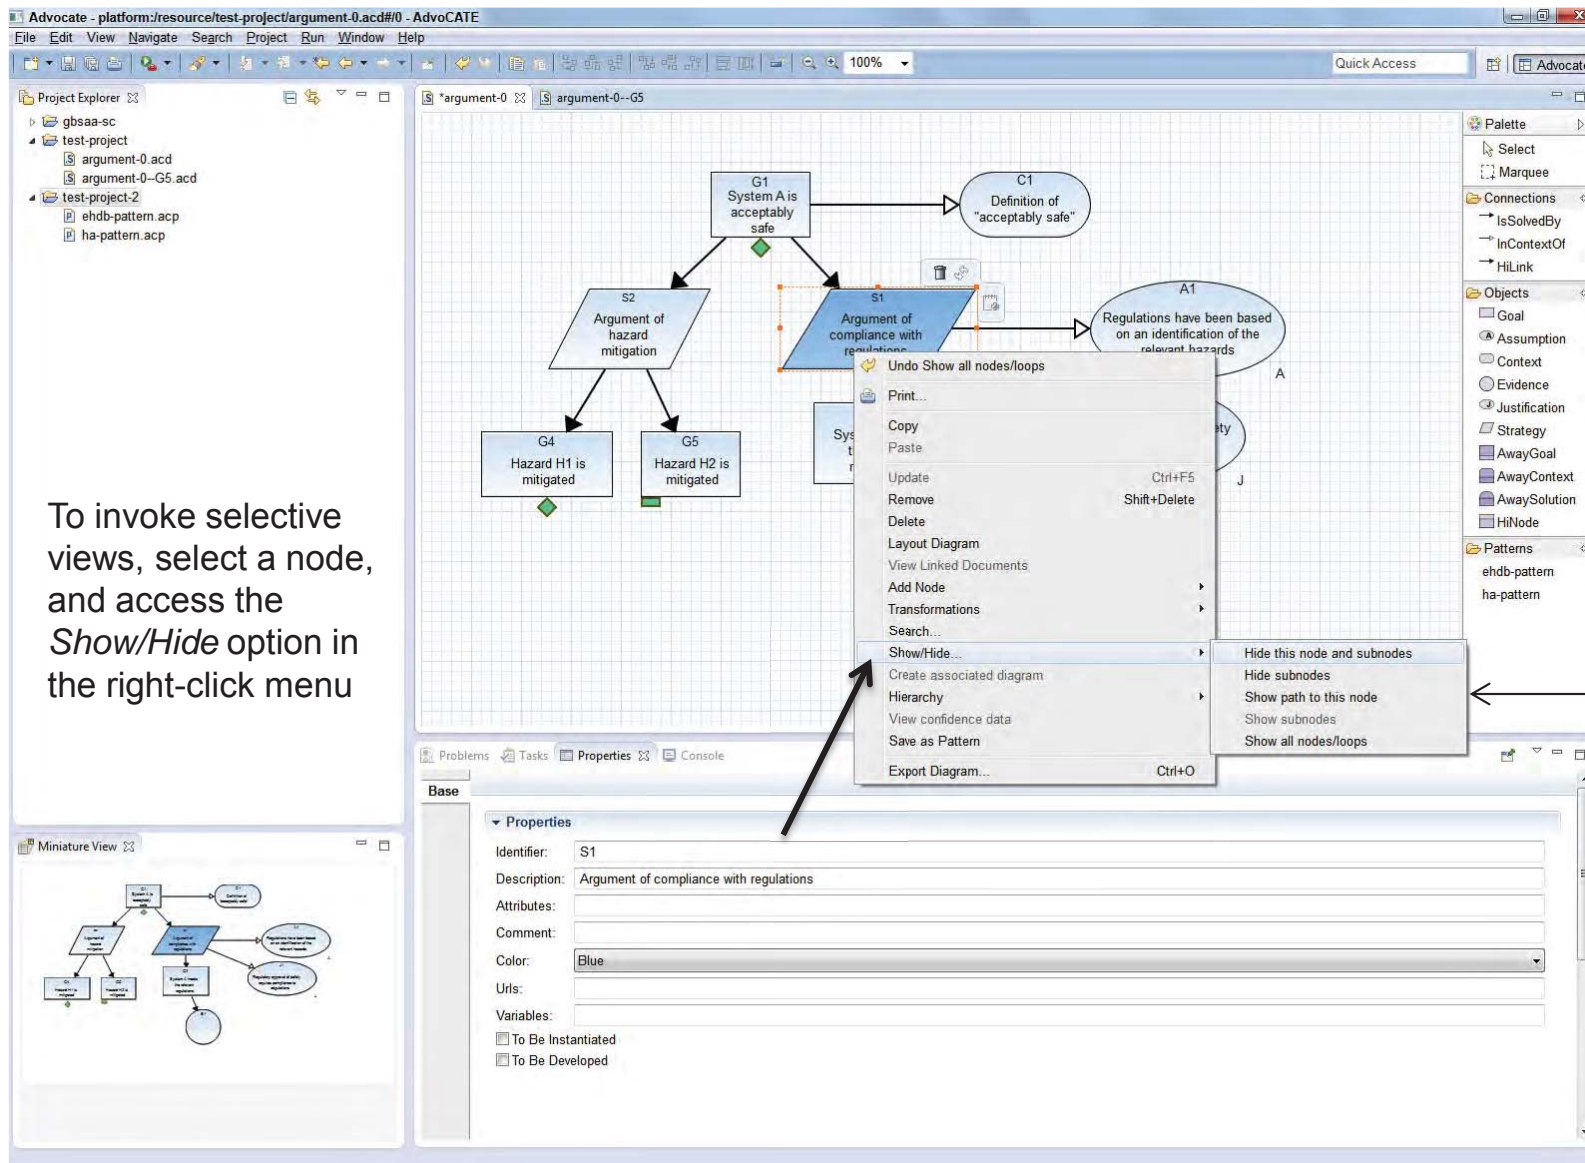 Advocate - platform:/resource/test-project/argument-0.acd#/0 - AdvoCATE
File Edit View Navigate Search Project Run Window Help
100%
Quick Access
Advocate
Project Explorer
gbsaa-sc
test-project
argument-0.acd
argument-0--G5.acd
test-project-2
ehdb-pattern.acp
ha-pattern.acp
To invoke selective
views, select a node,
and access the
Show/Hide option in
the right-click menu
*argument-0
argument-0--G5
G1
System A is
acceptably
safe
C1
Definition of
"acceptably safe"
S2
Argument of
hazard
mitigation
S1
Argument of
compliance with
regulations
A1
Regulations have been based
on an identification of the
relevant hazards
A
G4
Hazard H1 is
mitigated
G5
Hazard H2 is
mitigated
Sys
J
Undo Show all nodes/loops
Print...
Copy
Paste
Update Ctrl+F5
Remove Shift+Delete
Delete
Layout Diagram
View Linked Documents
Add Node
Transformations
Search...
Show/Hide...
Create associated diagram
Hierarchy
View confidence data
Save as Pattern
Export Diagram... Ctrl+O
Hide this node and subnodes
Hide subnodes
Show path to this node
Show subnodes
Show all nodes/loops
Palette
Select
Marquee
Connections
IsSolvedBy
InContextOf
HiLink
Objects
Goal
Assumption
Context
Evidence
Justification
Strategy
AwayGoal
AwayContext
AwaySolution
HiNode
Patterns
ehdb-pattern
ha-pattern
Problems Tasks Properties Console
Base
Properties
Identifier: S1
Description: Argument of compliance with regulations
Attributes:
Comment:
Color: Blue
Urls:
Variables:
To Be Instantiated
To Be Developed
Miniature View